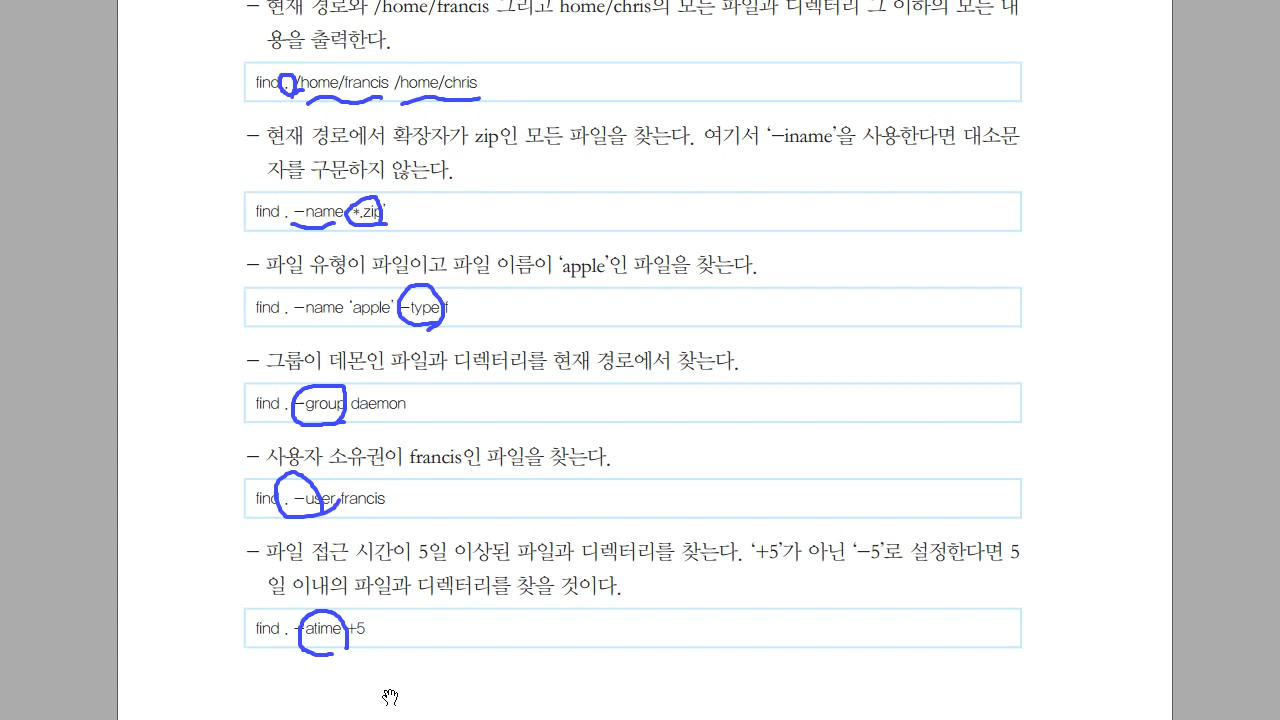 − 현재 경로와 /home/francis 그리고 home/chris의 모든 파일과 디렉터리 그 이하의 모든 내
용을 출력한다.
find . /home/francis /home/chris
− 현재 경로에서 확장자가 zip인 모든 파일을 찾는다. 여기서 ‘−iname’을 사용한다면 대소문
자를 구문하지 않는다.
find . −name ‘*.zip’
− 파일 유형이 파일이고 파일 이름이 ‘apple’인 파일을 찾는다.
find . −name ‘apple’ −type f
− 그룹이 데몬인 파일과 디렉터리를 현재 경로에서 찾는다.
find . −group daemon
− 사용자 소유권이 francis인 파일을 찾는다.
find . −user francis
− 파일 접근 시간이 5일 이상된 파일과 디렉터리를 찾는다. ‘+5’가 아닌 ‘−5’로 설정한다면 5
일 이내의 파일과 디렉터리를 찾을 것이다.
find . −atime +5